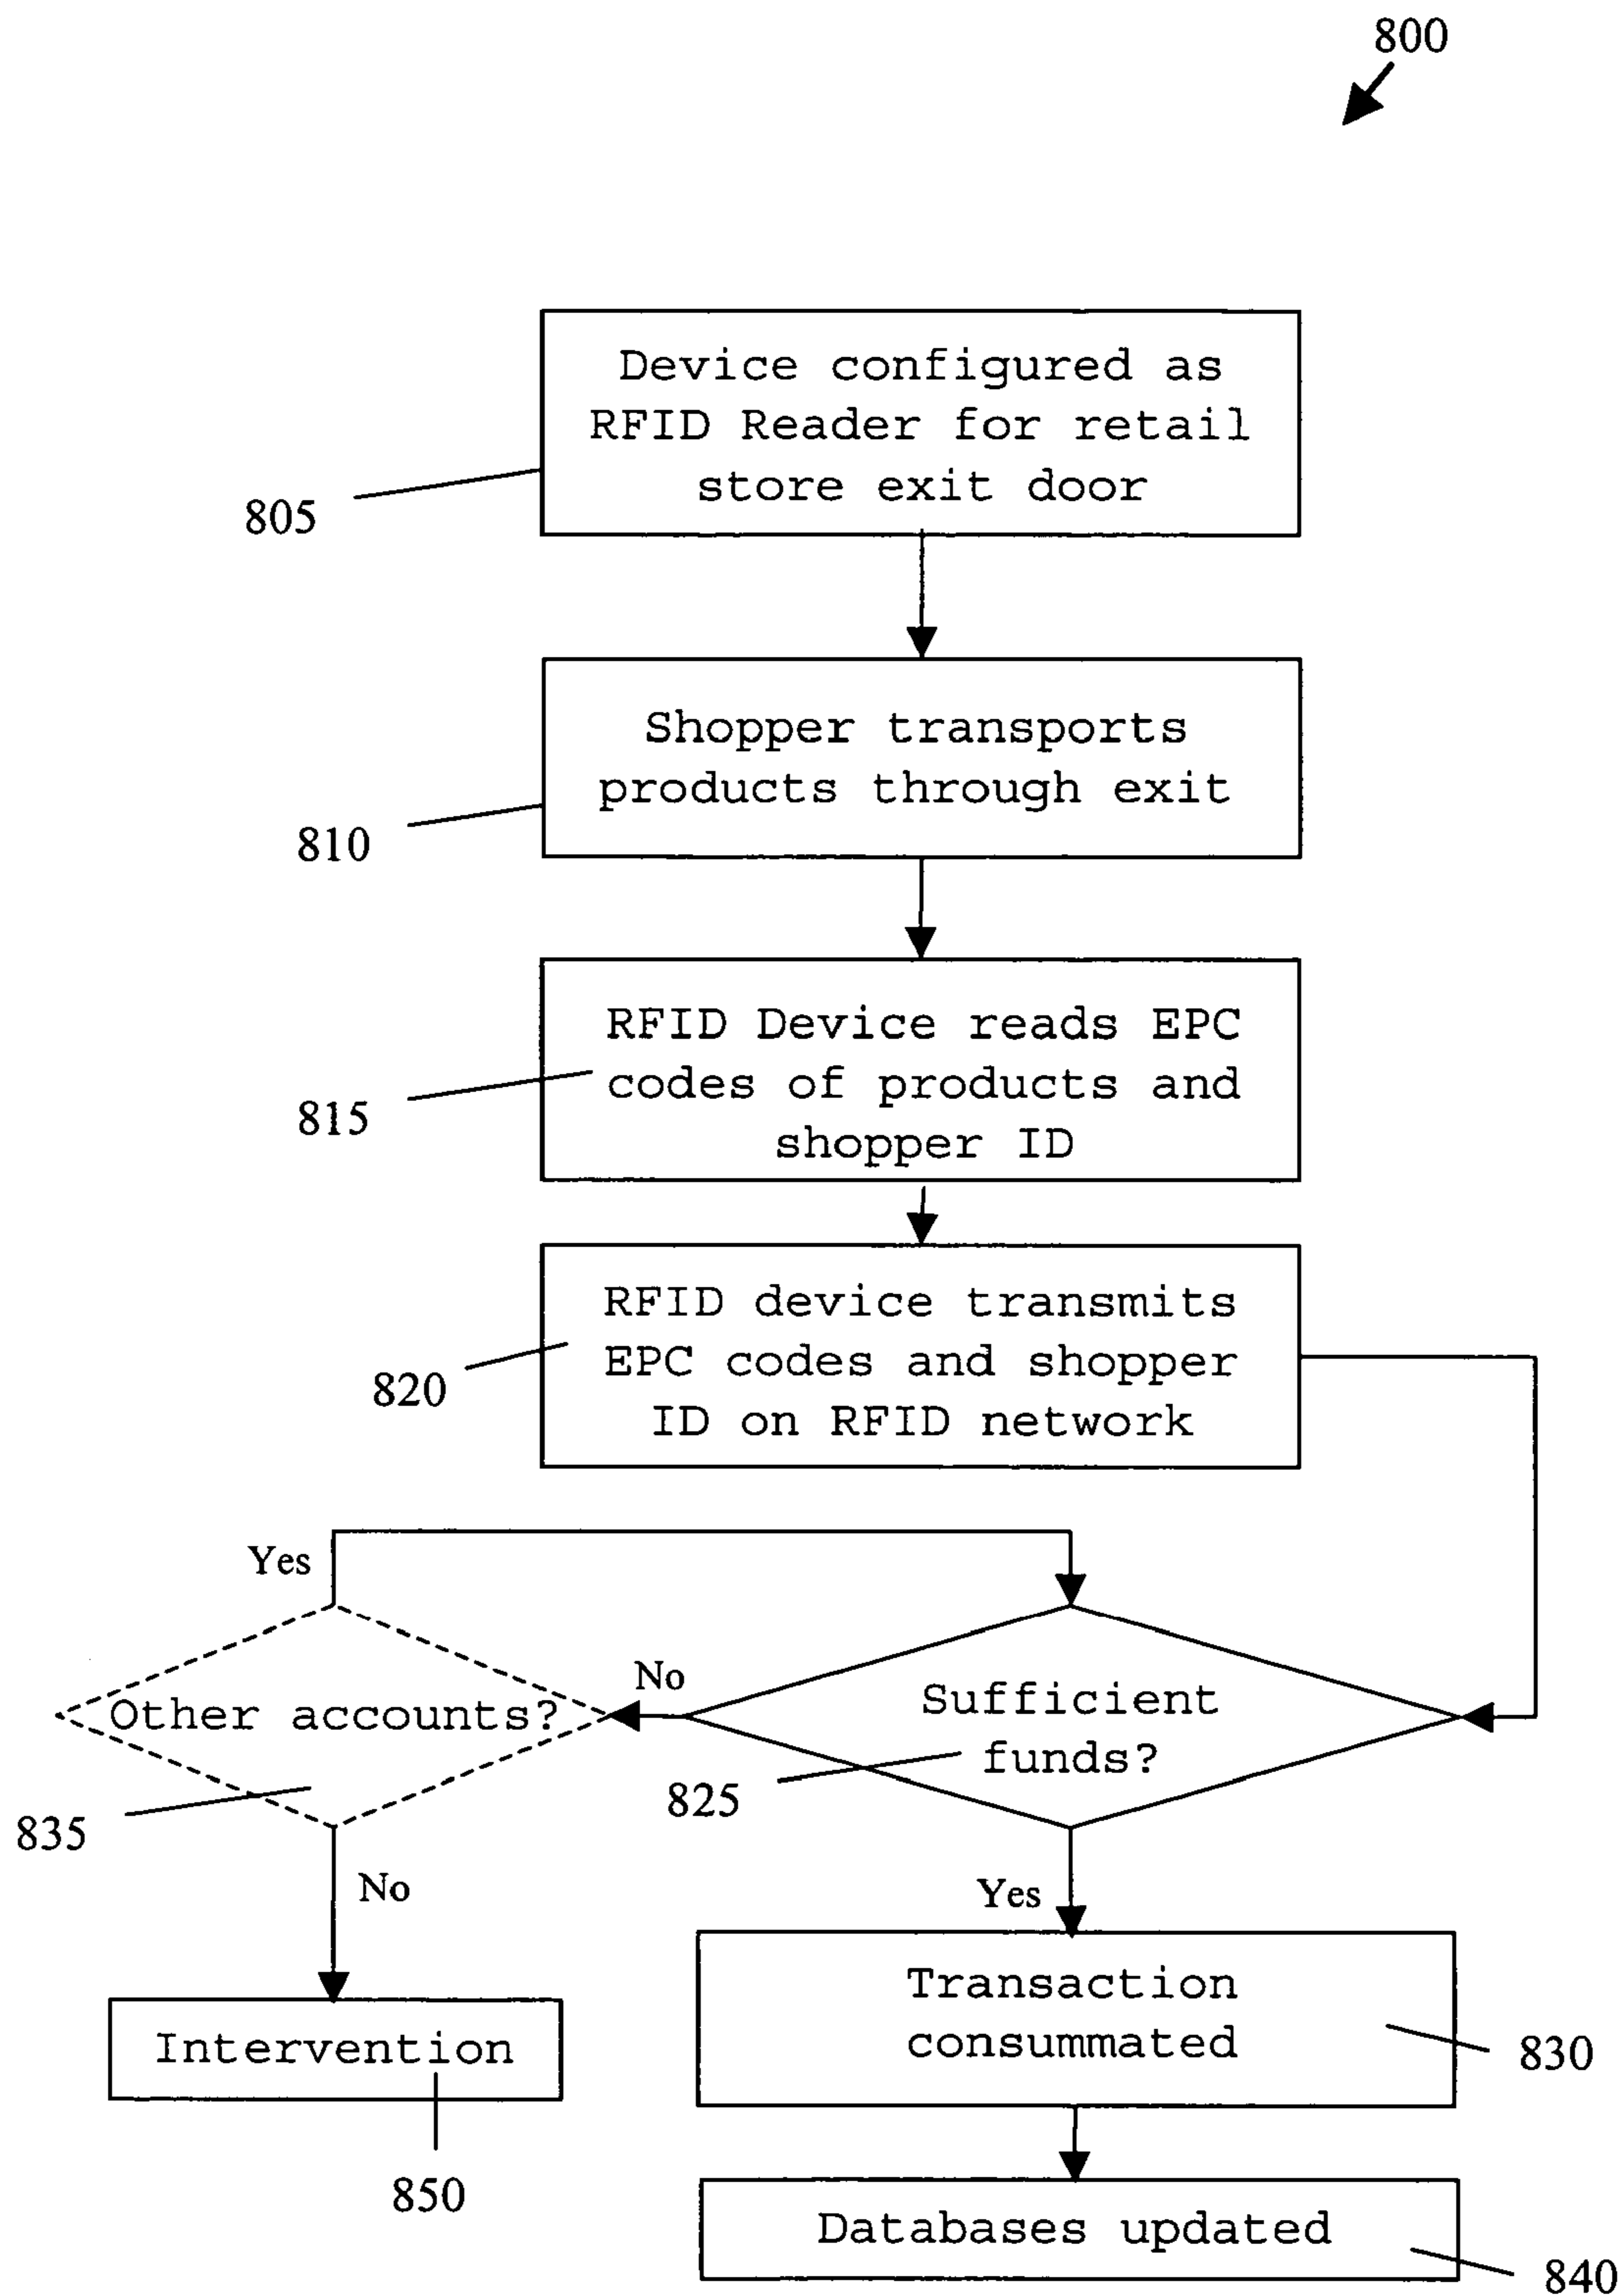 800
Device configured as
RFID Reader for retail
store exit door
805
Shopper transports
products through exit
810
RFID Device reads EPC
codes of products and
shopper ID
815
RFID device transmits
EPC codes and shopper
ID on RFID network
820
Yes
No
Other accounts?
Sufficient
funds?
825
835
No
Yes
Transaction
consummated
830
Intervention
850
Databases updated
840